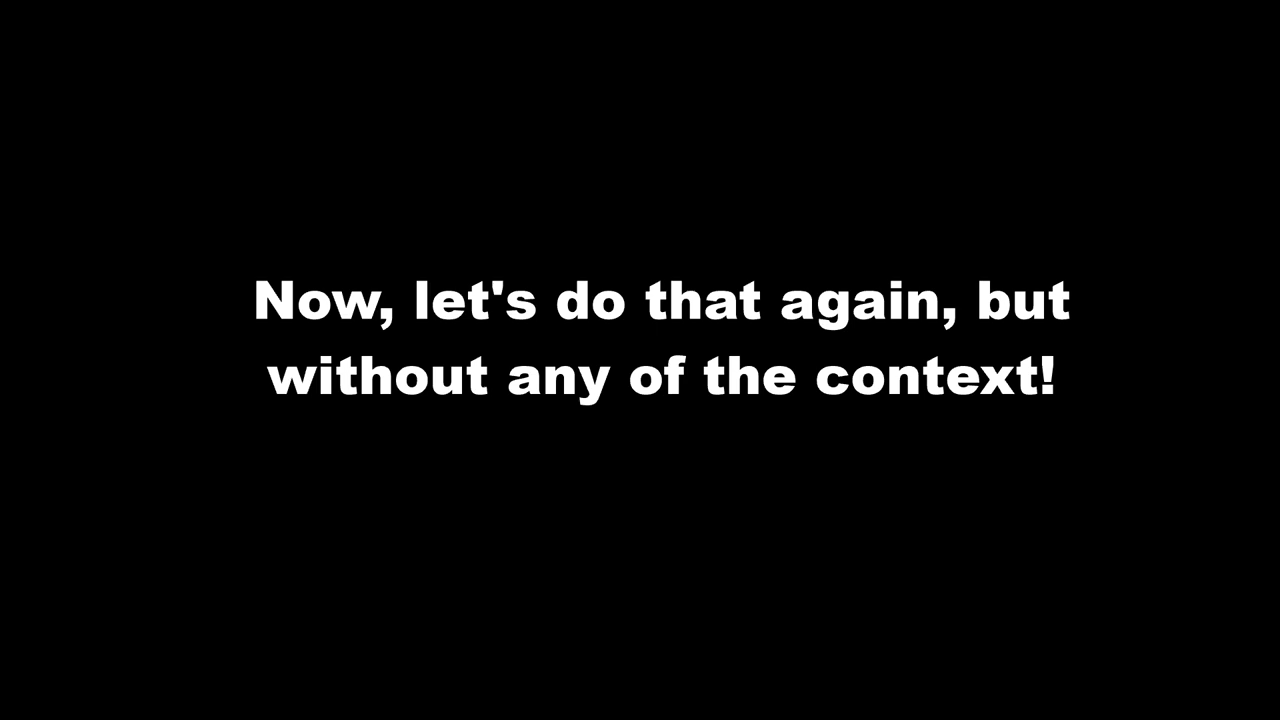 Now, let's do that again, but
without any of the context!